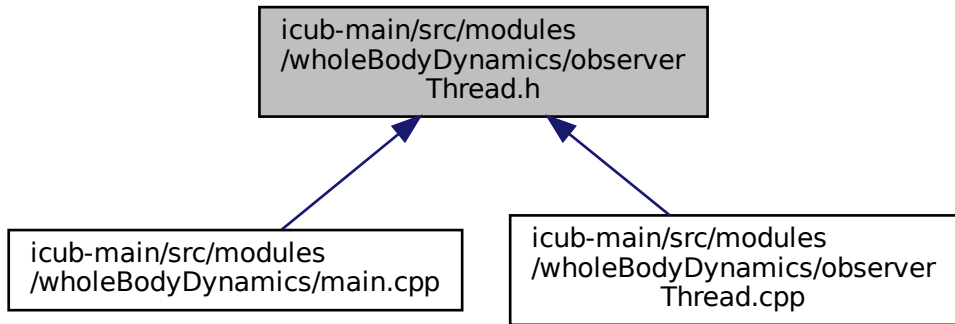 icub-main/src/modules
/wholeBodyDynamics/observer
Thread.h
icub-main/src/modules
/wholeBodyDynamics/main.cpp
icub-main/src/modules
/wholeBodyDynamics/observer
Thread.cpp